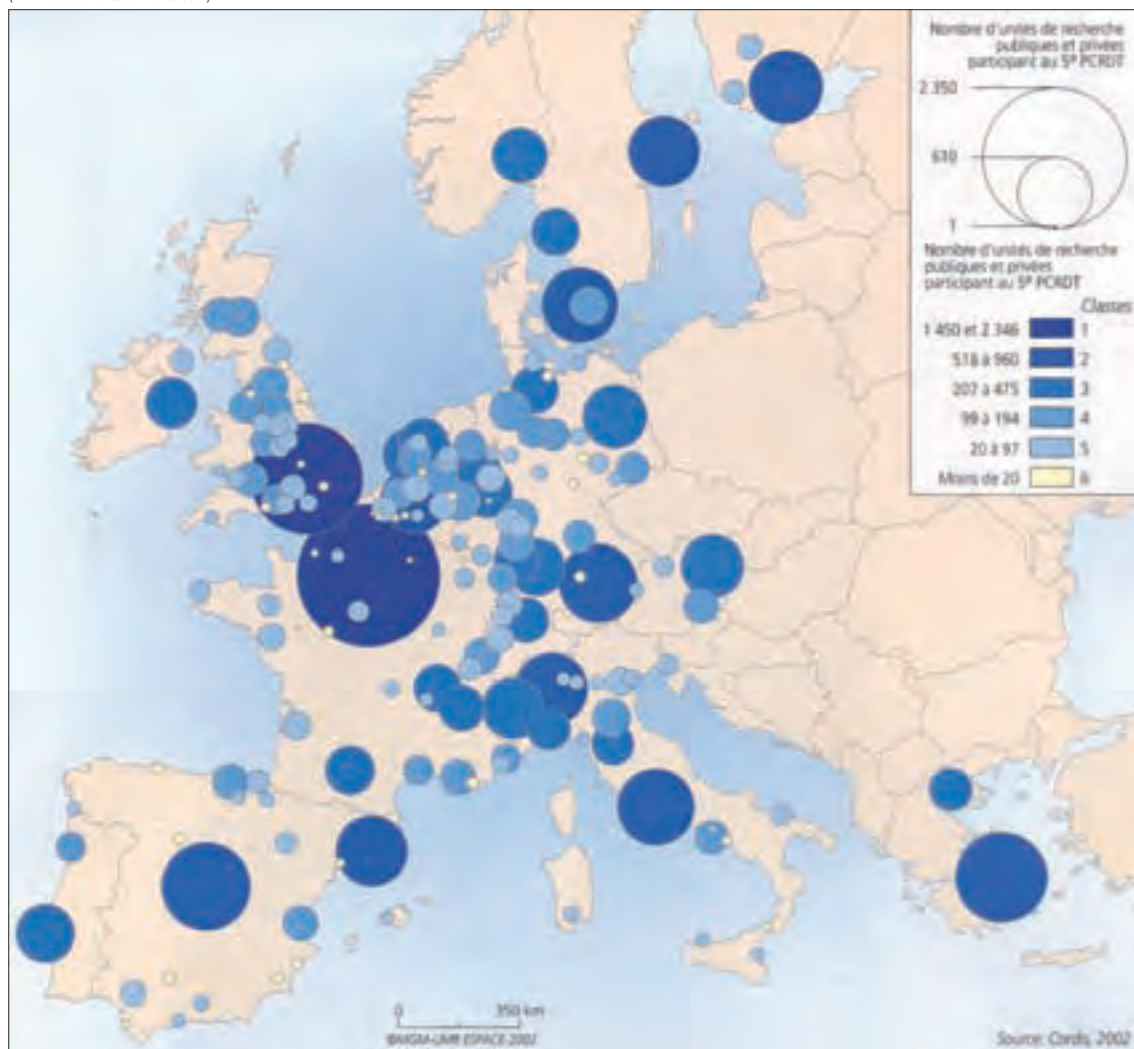 Nombre d'unités de recherche
publiques et privées
participant au 5e PCRDT
2 350
630
1
Nombre d'unités de recherche
publiques et privées
participant au 5e PCRDT
Classes
1 450 et 2 346 1
518 à 960 2
207 à 475 3
99 à 194 4
20 à 97 5
Moins de 20 6
0 350 km
©MGM-UMR ESPACE-2002
Source: Cordis, 2002